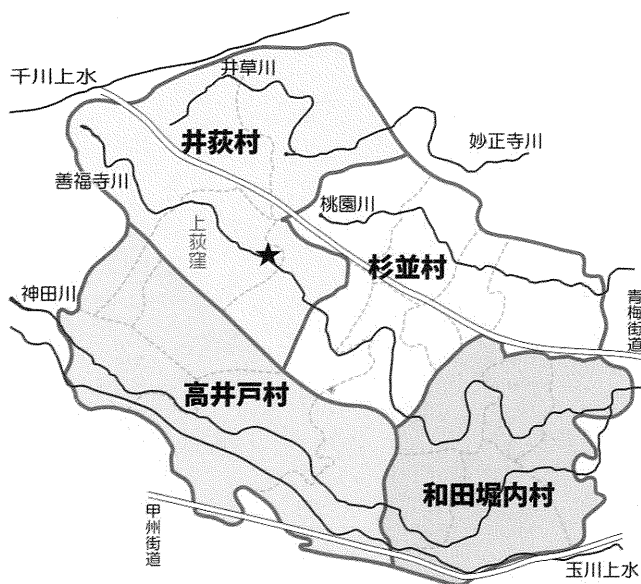 千川上水
井草川
妙正寺川
井荻村
善福寺川
桃園川
上荻窪
杉並村
神田川
青梅街道
高井戸村
和田堀内村
甲州街道
玉川上水